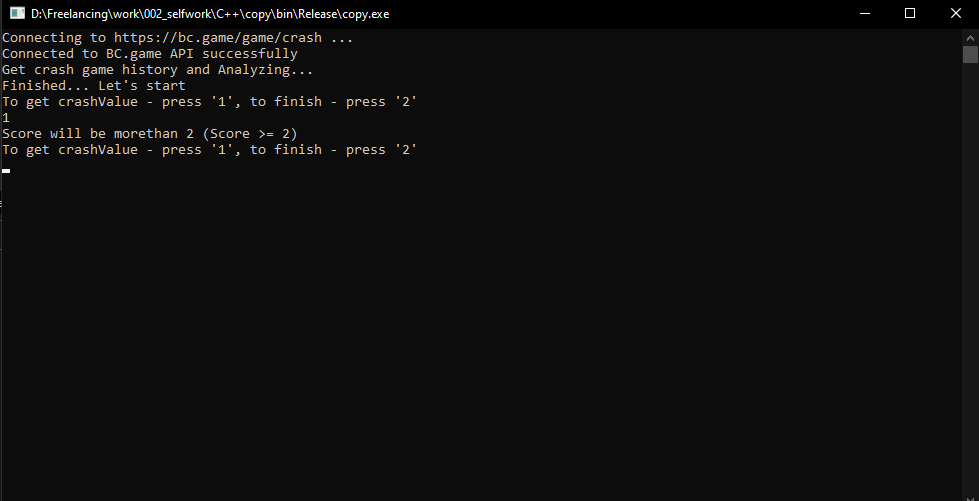 D:\Freelancing\work\002_selfwork\C++\copy\bin\Release\copy.exe
Connecting to https://bc.game/game/crash ...
Connected to BC.game API successfully
Get crash game history and Analyzing...
Finished... Let's start
To get crashValue - press '1', to finish - press '2'
1
Score will be morethan 2 (Score >= 2)
To get crashValue - press '1', to finish - press '2'